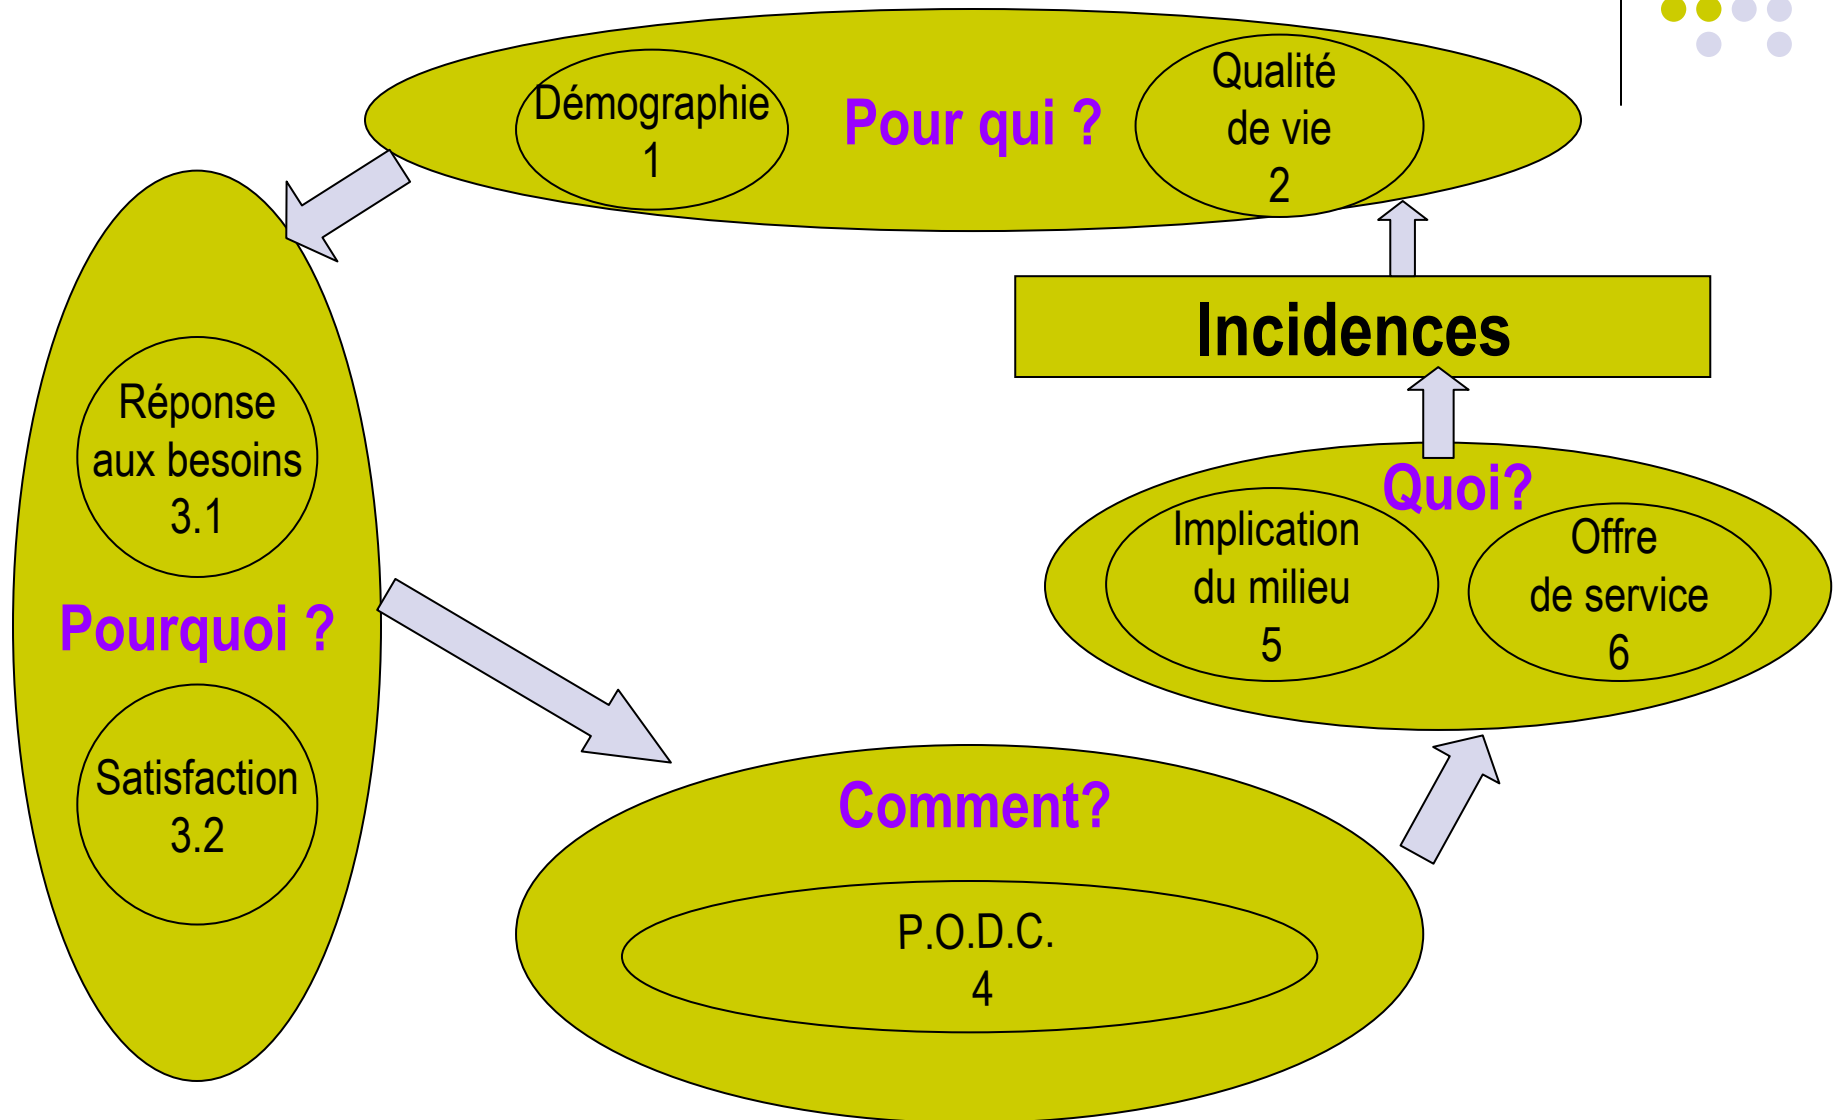 Démographie
1
Pour qui ?
Qualité
de vie
2
Incidences
Réponse
aux besoins
3.1
Pourquoi ?
Satisfaction
3.2
Quoi?
Implication
du milieu
5
Offre
de service
6
Comment?
P.O.D.C.
4